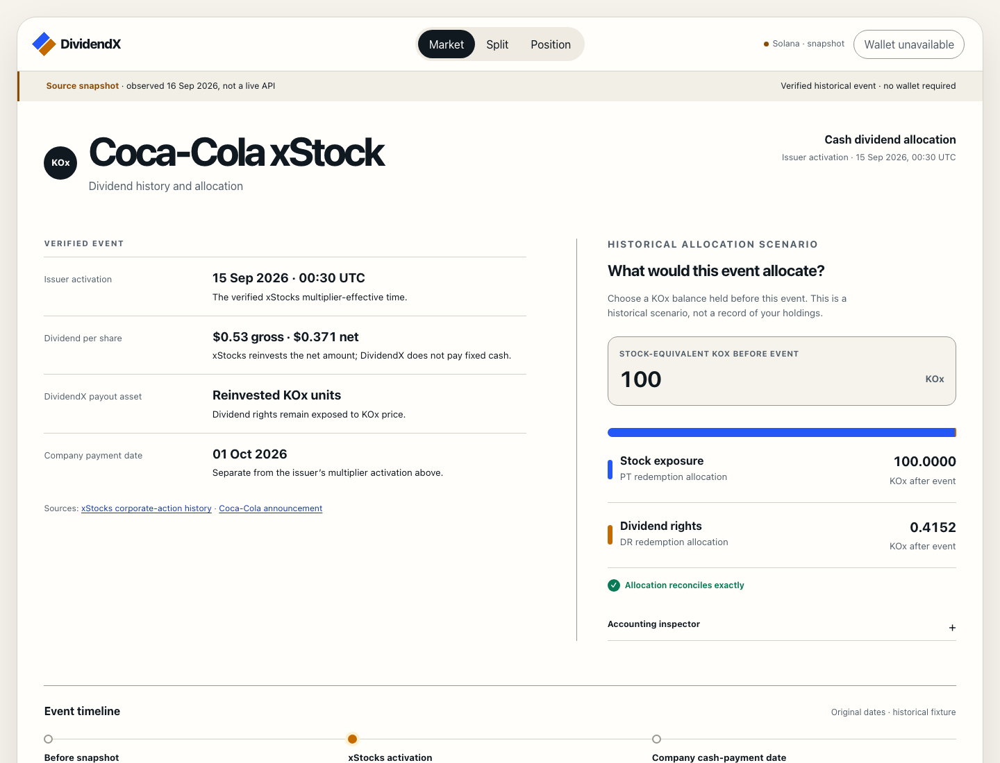 DividendX
Market
Split
Position
Solana · snapshot
Wallet unavailable
Source snapshot · observed 16 Sep 2026, not a live API
Verified historical event · no wallet required
KOx
Coca-Cola xStock
Dividend history and allocation
Cash dividend allocation
Issuer activation · 15 Sep 2026, 00:30 UTC
VERIFIED EVENT
Issuer activation
15 Sep 2026 · 00:30 UTC
The verified xStocks multiplier-effective time.
Dividend per share
$0.53 gross · $0.371 net
xStocks reinvests the net amount; DividendX does not pay fixed cash.
DividendX payout asset
Reinvested KOx units
Dividend rights remain exposed to KOx price.
Company payment date
01 Oct 2026
Separate from the issuer's multiplier activation above.
Sources: xStocks corporate-action history · Coca-Cola announcement
HISTORICAL ALLOCATION SCENARIO
What would this event allocate?
Choose a KOx balance held before this event. This is a
historical scenario, not a record of your holdings.
STOCK-EQUIVALENT KOX BEFORE EVENT
100
KOx
Stock exposure
100.0000
PT redemption allocation
KOx after event
Dividend rights
0.4152
DR redemption allocation
KOx after event
Allocation reconciles exactly
Accounting inspector
+
Event timeline
Original dates · historical fixture
Before snapshot
xStocks activation
Company cash-payment date